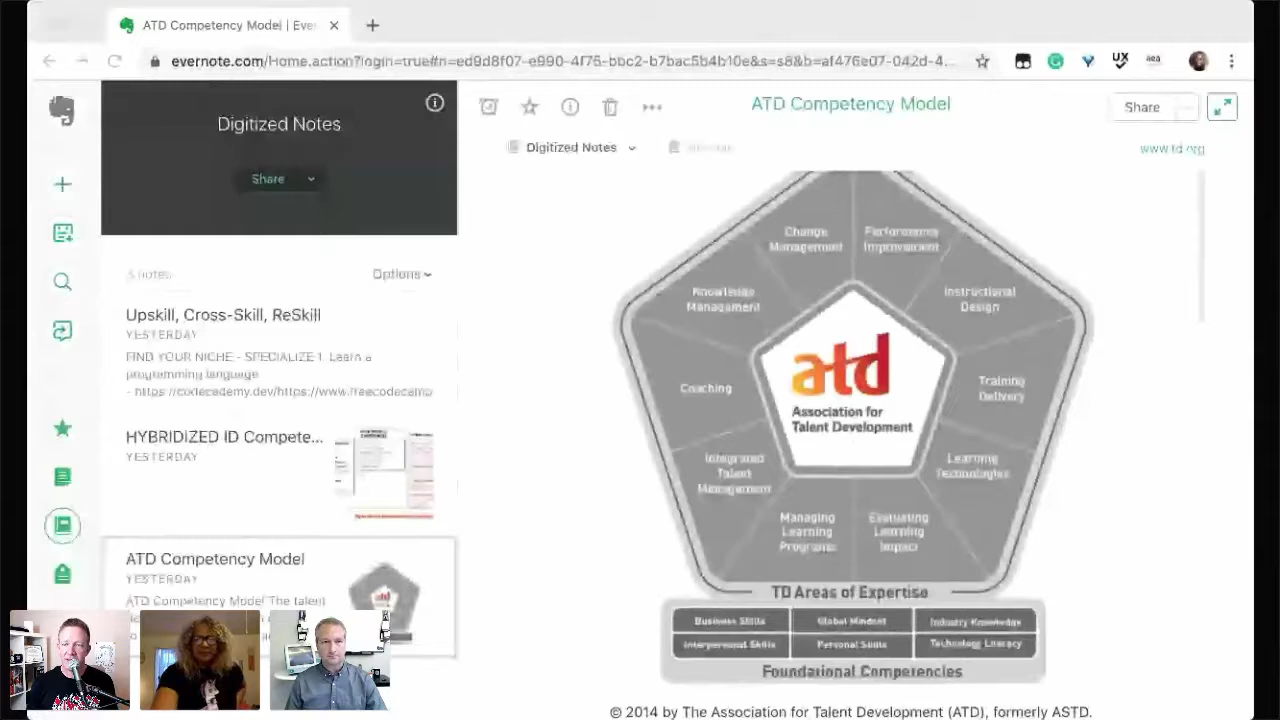 ATD Competency Model | Eve
evernote.com/Home.action?login=true#n=ed9d8f07-e990-4f76-bbc2-b7bac5b4b10e&s=s8&b=af476e07-042d-4...
UX
Digitized Notes
Share
3 notes
Options
Upskill, Cross-Skill, ReSkill
YESTERDAY
FIND YOUR NICHE - SPECIALIZE 1. Learn a
programming language
HYBRIDIZED ID Compete...
YESTERDAY
ATD Competency Model
YESTERDAY
ATD Competency Model The talent
ATD Competency Model
Share
Digitized Notes
www.td.org
Change
Management
Performance
Improvement
Knowledge
Management
Instructional
Design
Coaching
Training
Delivery
Integrated
Talent
Management
Learning
Technologies
Managing
Learning
Programs
Evaluating
Learning
Impact
atd
Association for
Talent Development
TD Areas of Expertise
Business Skills
Global Mindset
Industry Knowledge
Interpersonal Skills
Personal Skills
Technology Literacy
Foundational Competencies
© 2014 by The Association for Talent Development (ATD), formerly ASTD.